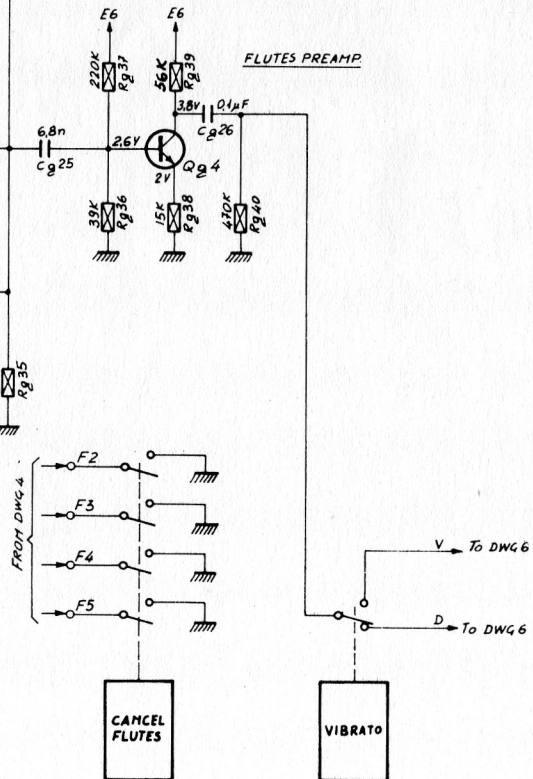 E6
E6
FLUTES PREAMP.
220K
Rg37
56K
Rg39
3,8V
0,1µF
Cg26
6,8n
Cg25
2,6V
Qg4
2V
39K
Rg36
15K
Rg38
470K
Rg40
Rg35
FROM DWG 4
F2
F3
F4
F5
V
TO DWG 6
D
TO DWG 6
CANCEL
FLUTES
VIBRATO